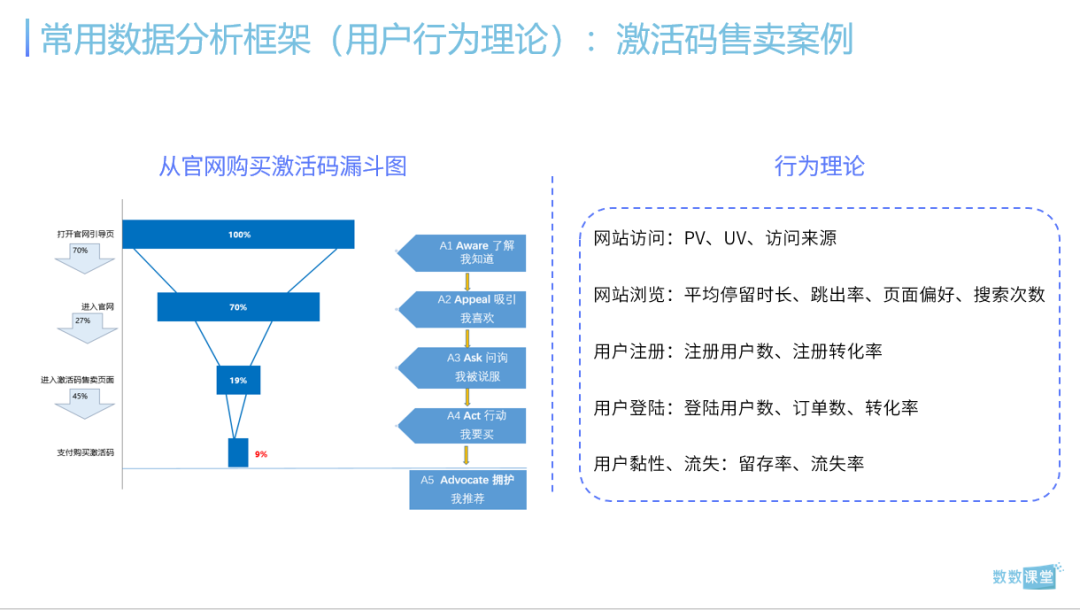 常用数据分析框架（用户行为理论）：激活码售卖案例
从官网购买激活码漏斗图
打开官网引导页
100%
70%
进入官网
70%
27%
进入激活码售卖页面
19%
45%
支付购买激活码
9%
A1 Aware 了解
我知道
A2 Appeal 吸引
我喜欢
A3 Ask 问询
我被说服
A4 Act 行动
我要买
A5 Advocate 拥护
我推荐
行为理论
网站访问：PV、UV、访问来源
网站浏览：平均停留时长、跳出率、页面偏好、搜索次数
用户注册：注册用户数、注册转化率
用户登陆：登陆用户数、订单数、转化率
用户黏性、流失：留存率、流失率
数数课堂